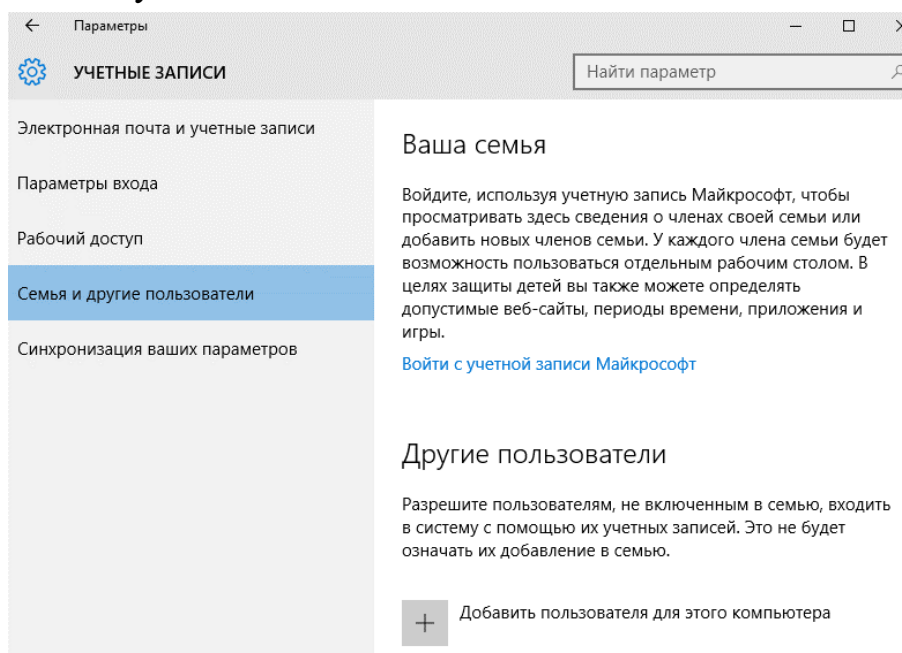 Параметры
УЧЕТНЫЕ ЗАПИСИ
Найти параметр
Электронная почта и учетные записи
Параметры входа
Рабочий доступ
Семья и другие пользователи
Синхронизация ваших параметров
Ваша семья
Войдите, используя учетную запись Майкрософт, чтобы
просматривать здесь сведения о членах своей семьи или
добавить новых членов семьи. У каждого члена семьи будет
возможность пользоваться отдельным рабочим столом. В
целях защиты детей вы также можете определять
допустимые веб-сайты, периоды времени, приложения и
игры.
Войти с учетной записи Майкрософт
Другие пользователи
Разрешите пользователям, не включенным в семью, входить
в систему с помощью их учетных записей. Это не будет
означать их добавление в семью.
Добавить пользователя для этого компьютера